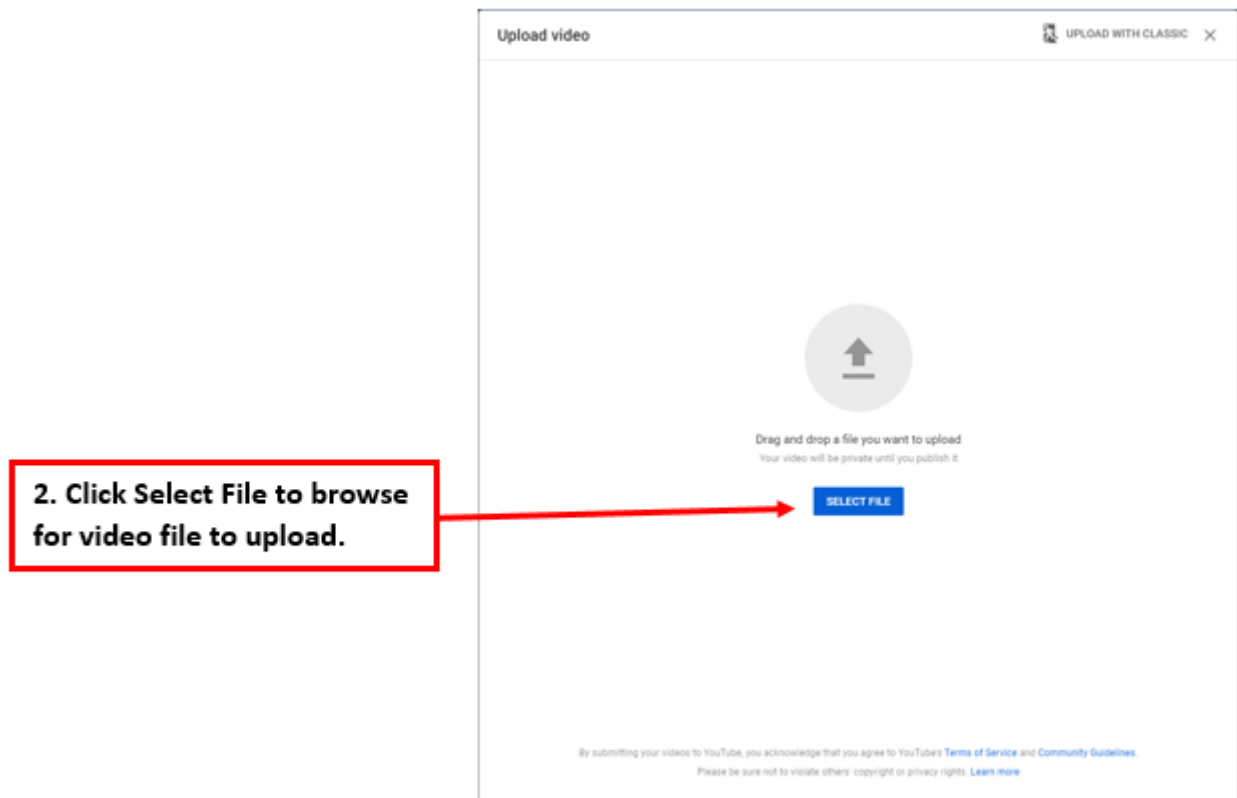 Upload video
UPLOAD WITH CLASSIC
Drag and drop a file you want to upload
Your video will be private until you publish it
SELECT FILE
2. Click Select File to browse
for video file to upload.
By submitting your videos to YouTube, you acknowledge that you agree to YouTube's Terms of Service and Community Guidelines.
Please be sure not to violate others' copyright or privacy rights. Learn more